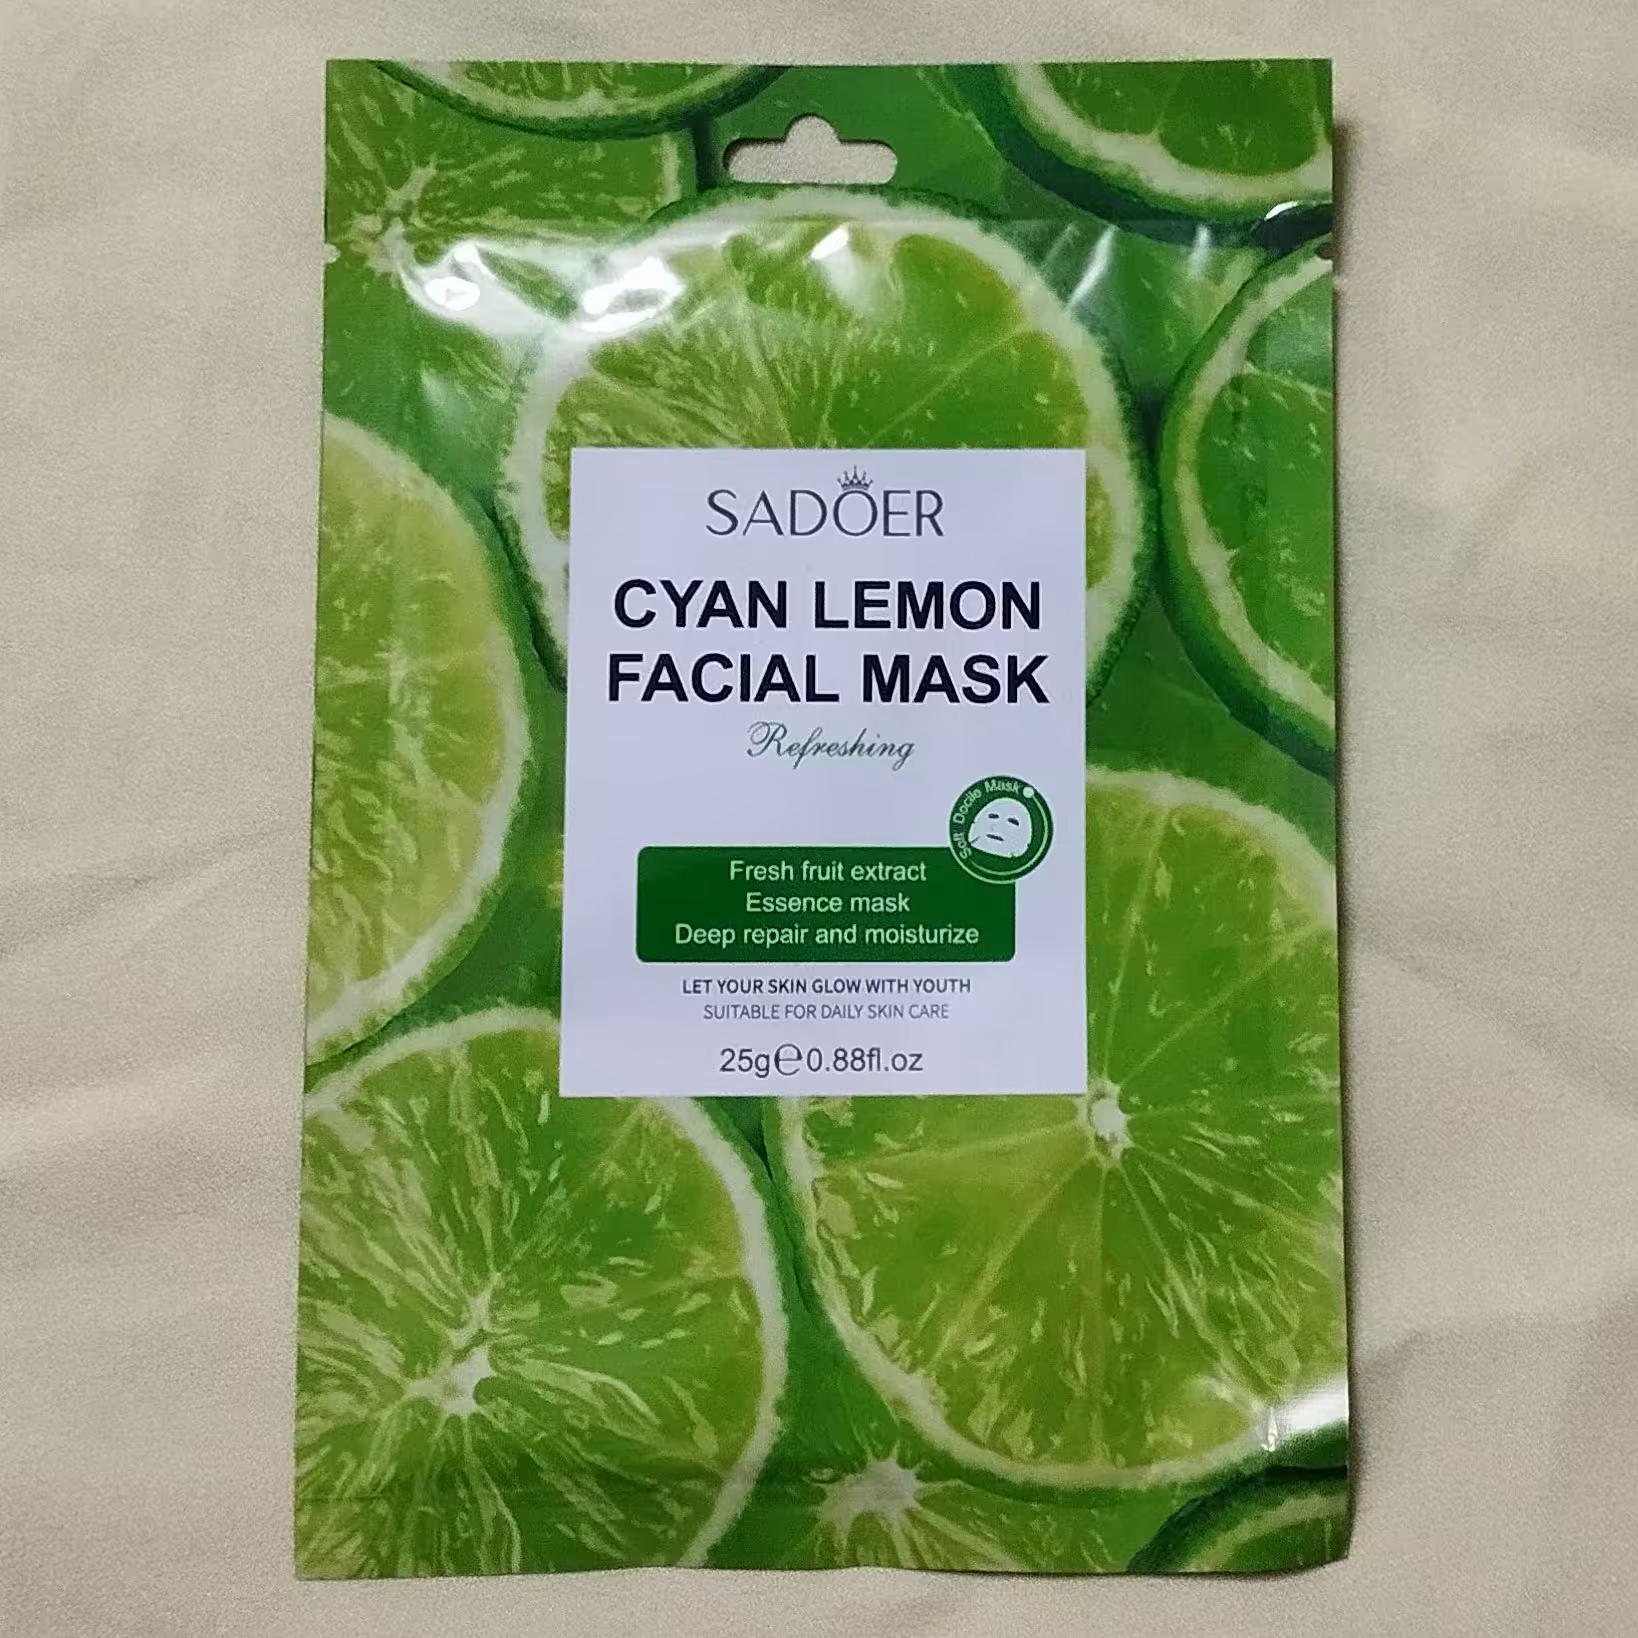 SADOER
CYAN LEMON
FACIAL MASK
Refreshing
Soft Docile Mask
Fresh fruit extract
Essence mask
Deep repair and moisturize
LET YOUR SKIN GLOW WITH YOUTH
SUITABLE FOR DAILY SKIN CARE
25g℮0.88fl.oz